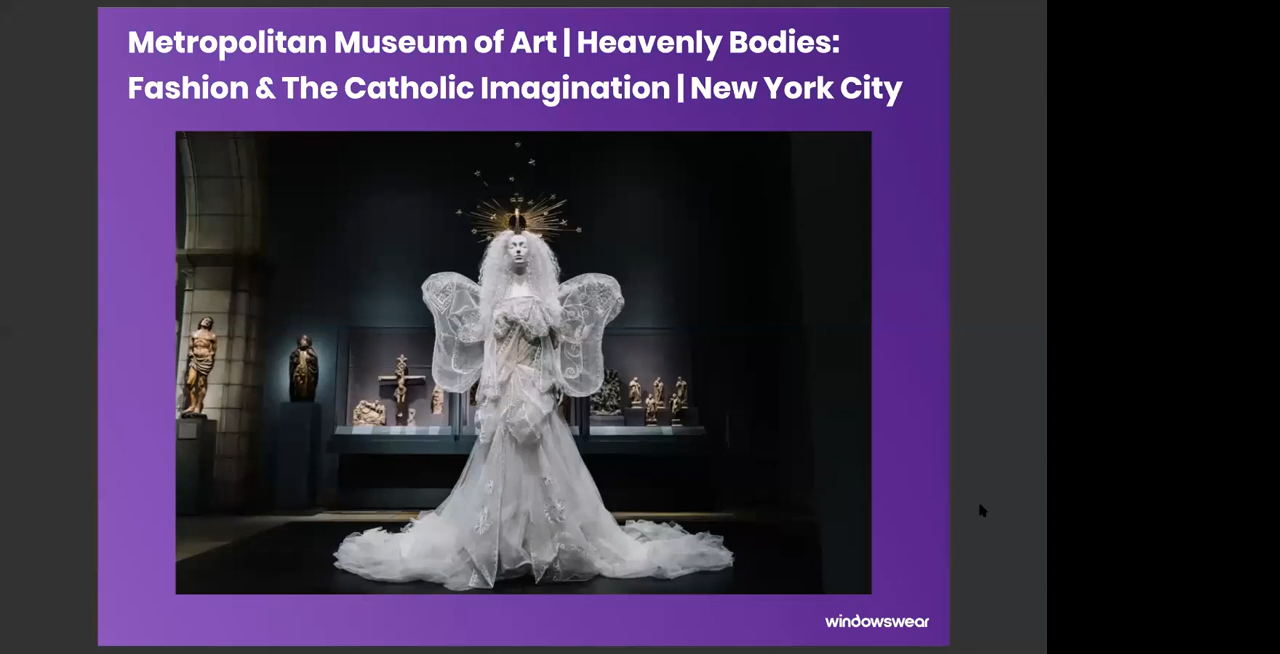 Metropolitan Museum of Art | Heavenly Bodies:
Fashion & The Catholic Imagination | New York City
windowswear